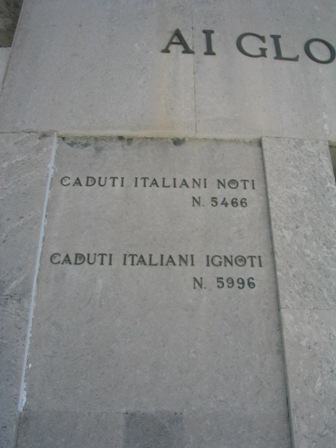 AI GLO
CADUTI ITALIANI NOTI
N. 5466
CADUTI ITALIANI IGNOTI
N. 5996